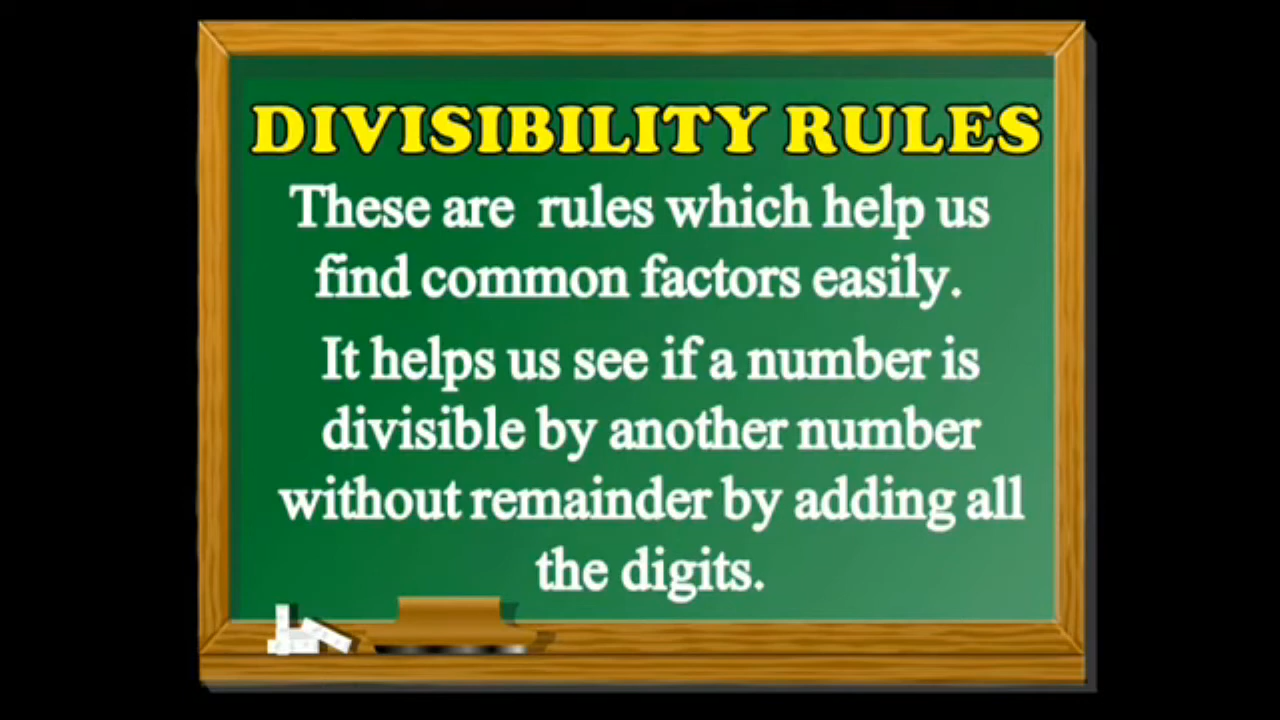 DIVISIBILITY RULES
These are rules which help us
find common factors easily.
It helps us see if a number is
divisible by another number
without remainder by adding all
the digits.